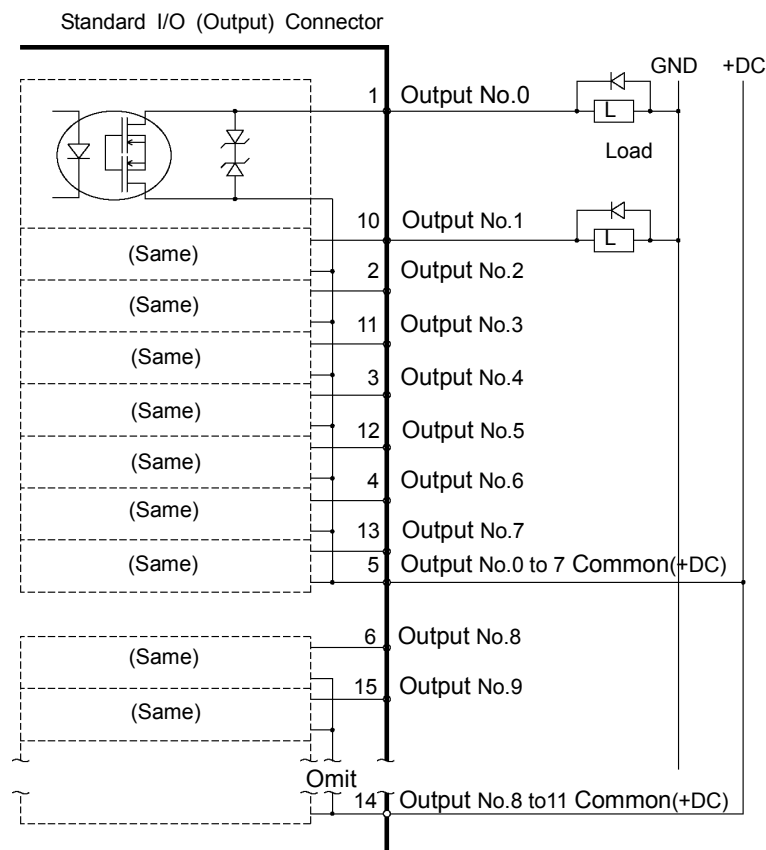 Standard I/O (Output) Connector
GND +DC
1 Output No.0
L
Load
10 Output No.1
L
(Same)
2 Output No.2
(Same)
11 Output No.3
(Same)
3 Output No.4
(Same)
12 Output No.5
(Same)
4 Output No.6
(Same)
13 Output No.7
(Same)
5 Output No.0 to 7 Common(+DC)
6 Output No.8
(Same)
15 Output No.9
(Same)
Omit
14 Output No.8 to11 Common(+DC)